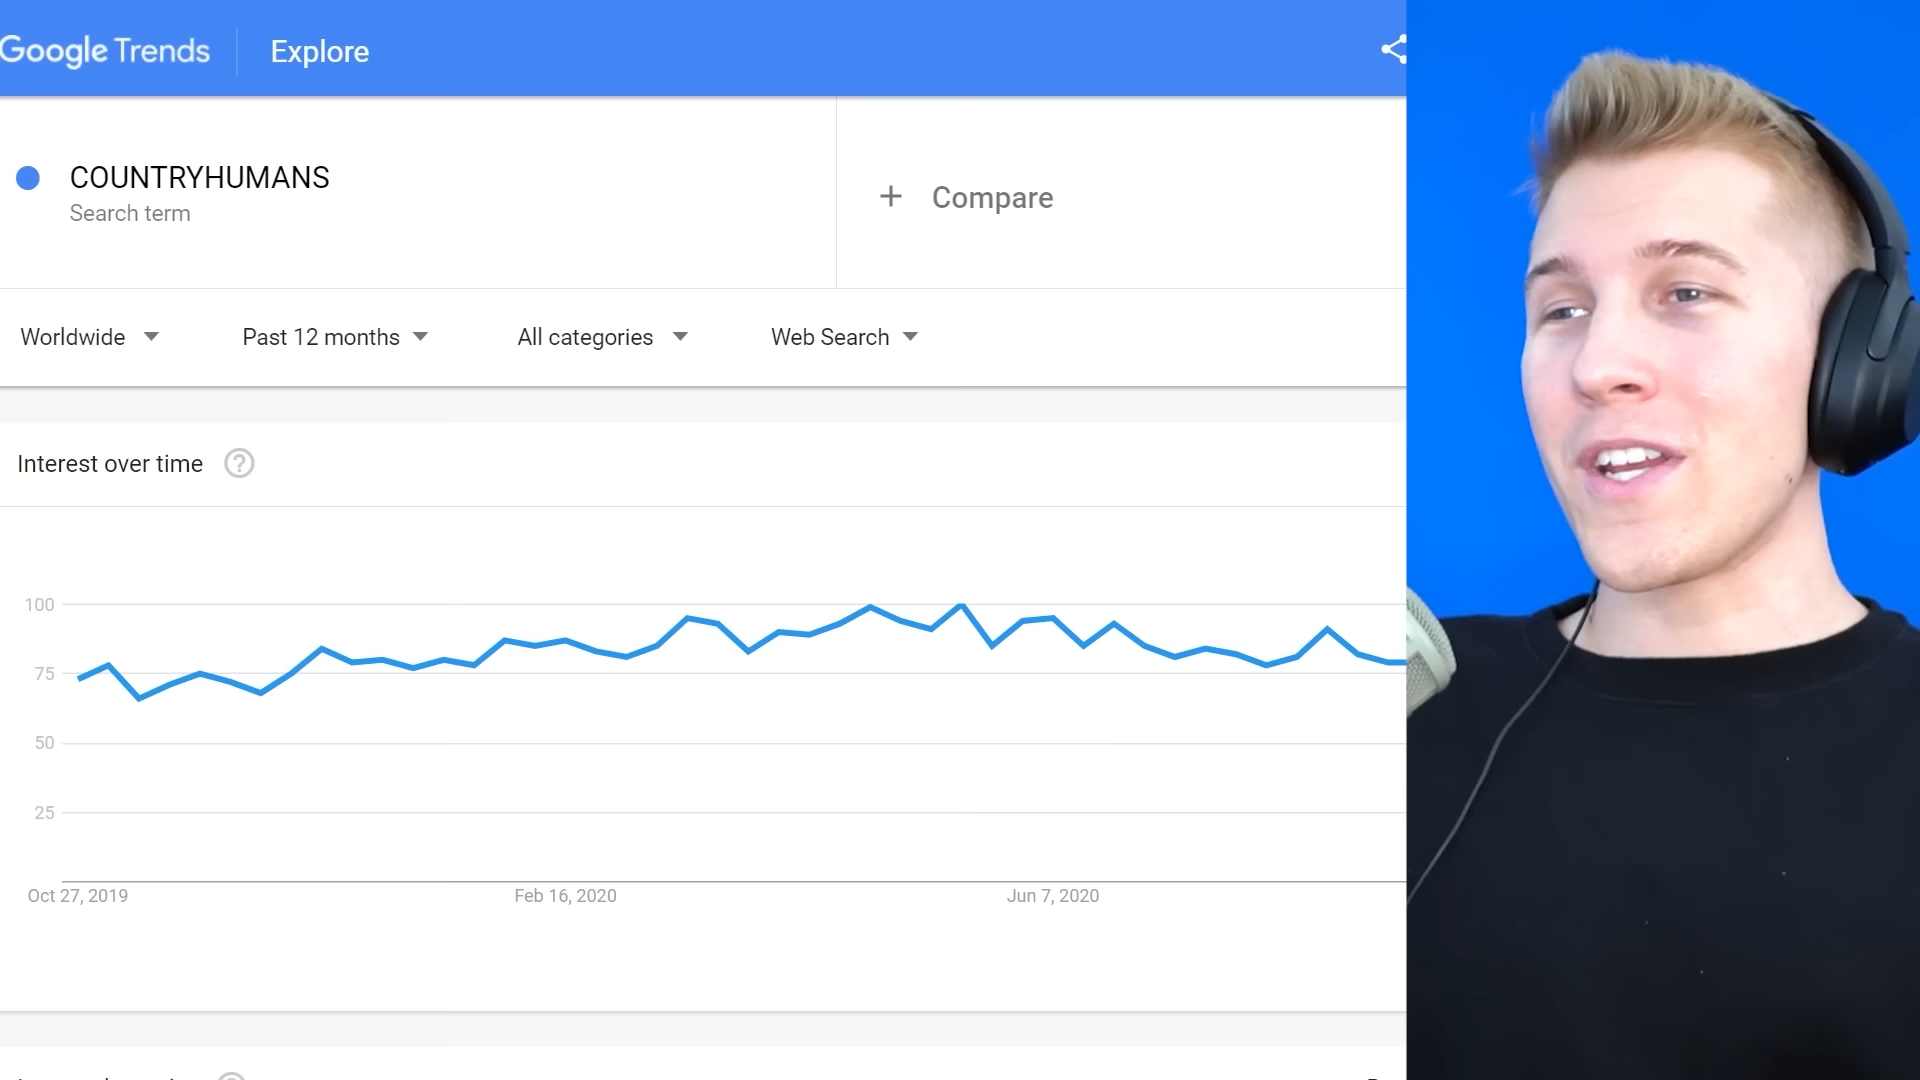 Google Trends
Explore
COUNTRYHUMANS
Search term
+ Compare
Worldwide
Past 12 months
All categories
Web Search
Interest over time
100
75
50
25
Oct 27, 2019
Feb 16, 2020
Jun 7, 2020